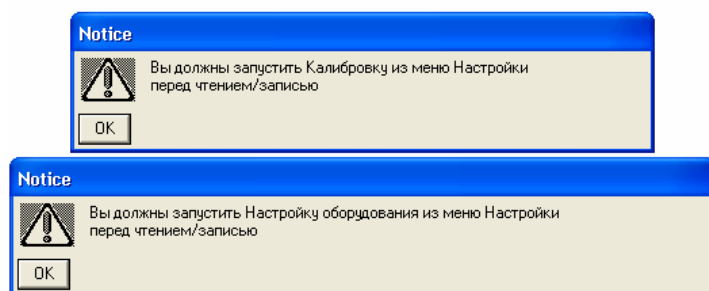 Notice
Вы должны запустить Калибровку из меню Настройки
перед чтением/записью
OK
Notice
Вы должны запустить Настройку оборудования из меню Настройки
перед чтением/записью
OK